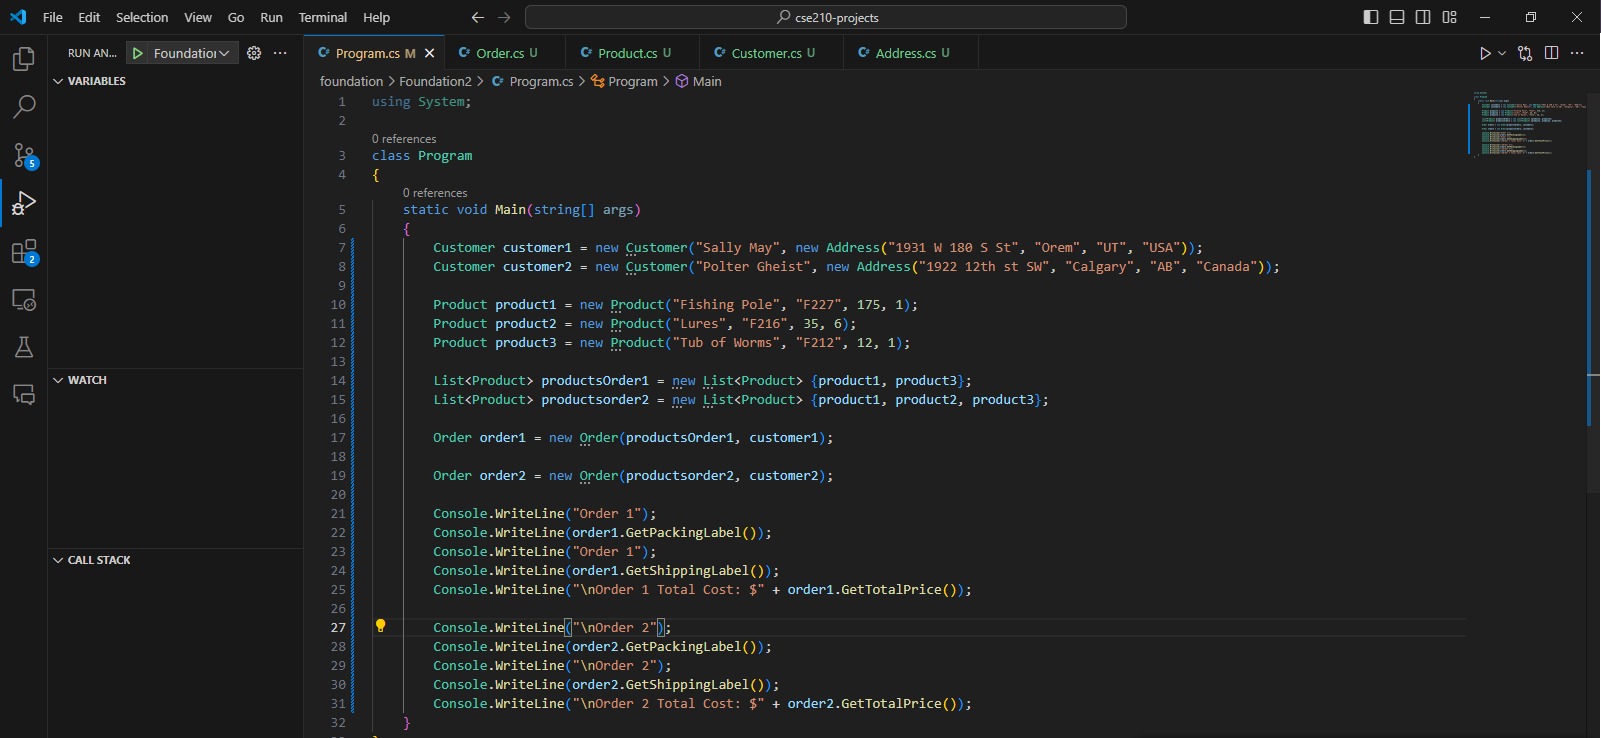 File Edit Selection View Go Run Terminal Help cse210-projects
RUN AN... Foundation
Program.cs M Order.cs U Product.cs U Customer.cs U Address.cs U
foundation > Foundation2 > Program.cs > Program > Main
VARIABLES
WATCH
CALL STACK
5
2
1 using System;
2
0 references
3 class Program
4 {
0 references
5 static void Main(string[] args)
6 {
7 Customer customer1 = new Customer("Sally May", new Address("1931 W 180 S St", "Orem", "UT", "USA"));
8 Customer customer2 = new Customer("Polter Gheist", new Address("1922 12th st SW", "Calgary", "AB", "Canada"));
9
10 Product product1 = new Product("Fishing Pole", "F227", 175, 1);
11 Product product2 = new Product("Lures", "F216", 35, 6);
12 Product product3 = new Product("Tub of Worms", "F212", 12, 1);
13
14 List<Product> productsOrder1 = new List<Product> {product1, product3};
15 List<Product> productsorder2 = new List<Product> {product1, product2, product3};
16
17 Order order1 = new Order(productsOrder1, customer1);
18
19 Order order2 = new Order(productsorder2, customer2);
20
21 Console.WriteLine("Order 1");
22 Console.WriteLine(order1.GetPackingLabel());
23 Console.WriteLine("Order 1");
24 Console.WriteLine(order1.GetShippingLabel());
25 Console.WriteLine("\nOrder 1 Total Cost: $" + order1.GetTotalPrice());
26
27 Console.WriteLine("\nOrder 2");
28 Console.WriteLine(order2.GetPackingLabel());
29 Console.WriteLine("\nOrder 2");
30 Console.WriteLine(order2.GetShippingLabel());
31 Console.WriteLine("\nOrder 2 Total Cost: $" + order2.GetTotalPrice());
32 }